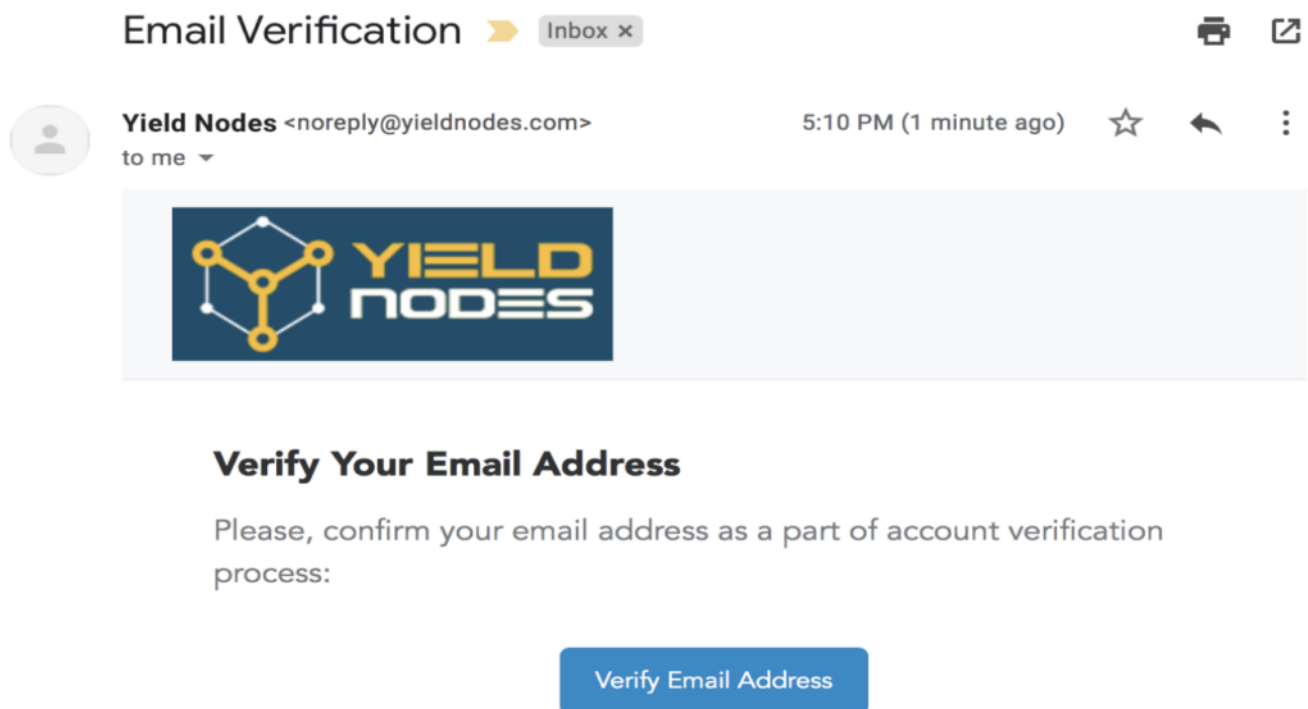 Email Verification Inbox x
Yield Nodes <noreply@yieldnodes.com> 5:10 PM (1 minute ago)
to me
YIELD
NODES
Verify Your Email Address
Please, confirm your email address as a part of account verification
process:
Verify Email Address